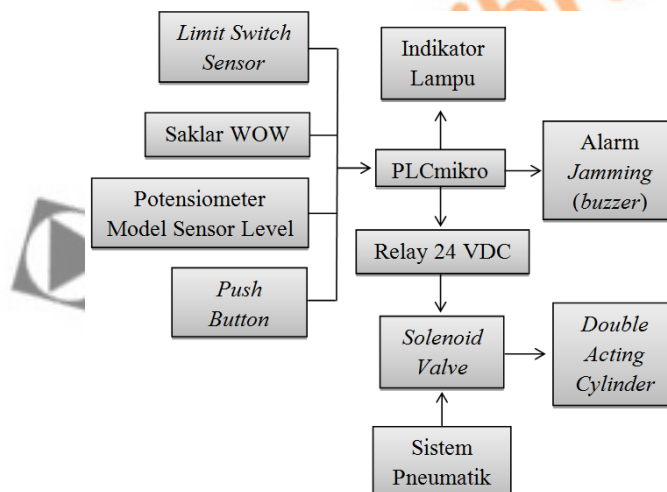 Limit Switch
Sensor
Saklar WOW
Potensiometer
Model Sensor Level
Push
Button
Indikator
Lampu
PLCmikro
Alarm
Jamming
(buzzer)
Relay 24 VDC
Solenoid
Valve
Double
Acting
Cylinder
Sistem
Pneumatik